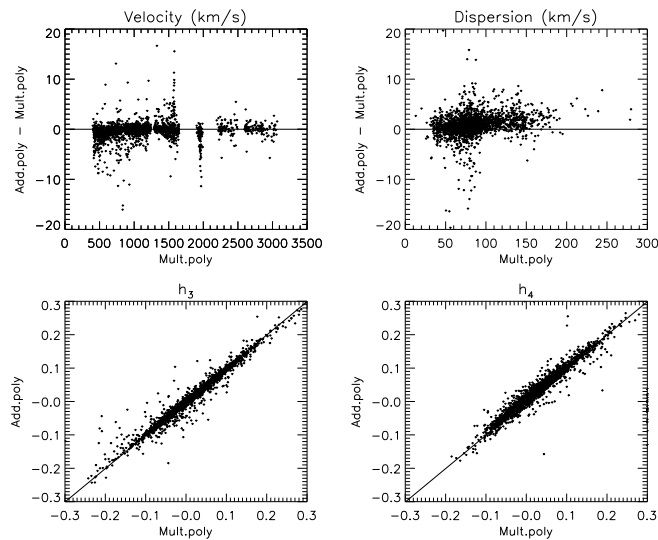 Velocity (km/s)
Dispersion (km/s)
20
10
0
−10
−20
Add.poly − Mult.poly
0 500 1000 1500 2000 2500 3000 3500
Mult.poly
20
10
0
−10
−20
Add.poly − Mult.poly
0 50 100 150 200 250 300
Mult.poly
h3
h4
0.3
0.2
0.1
−0.0
−0.1
−0.2
−0.3
Add.poly
−0.3 −0.2 −0.1 −0.0 0.1 0.2 0.3
Mult.poly
0.3
0.2
0.1
−0.0
−0.1
−0.2
−0.3
Add.poly
−0.3 −0.2 −0.1 −0.0 0.1 0.2 0.3
Mult.poly